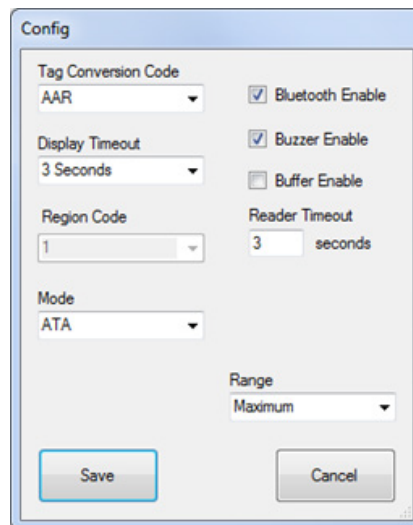 Config
Tag Conversion Code
AAR
Bluetooth Enable
Display Timeout
Buzzer Enable
3 Seconds
Buffer Enable
Region Code
Reader Timeout
1
3 seconds
Mode
ATA
Range
Maximum
Save
Cancel